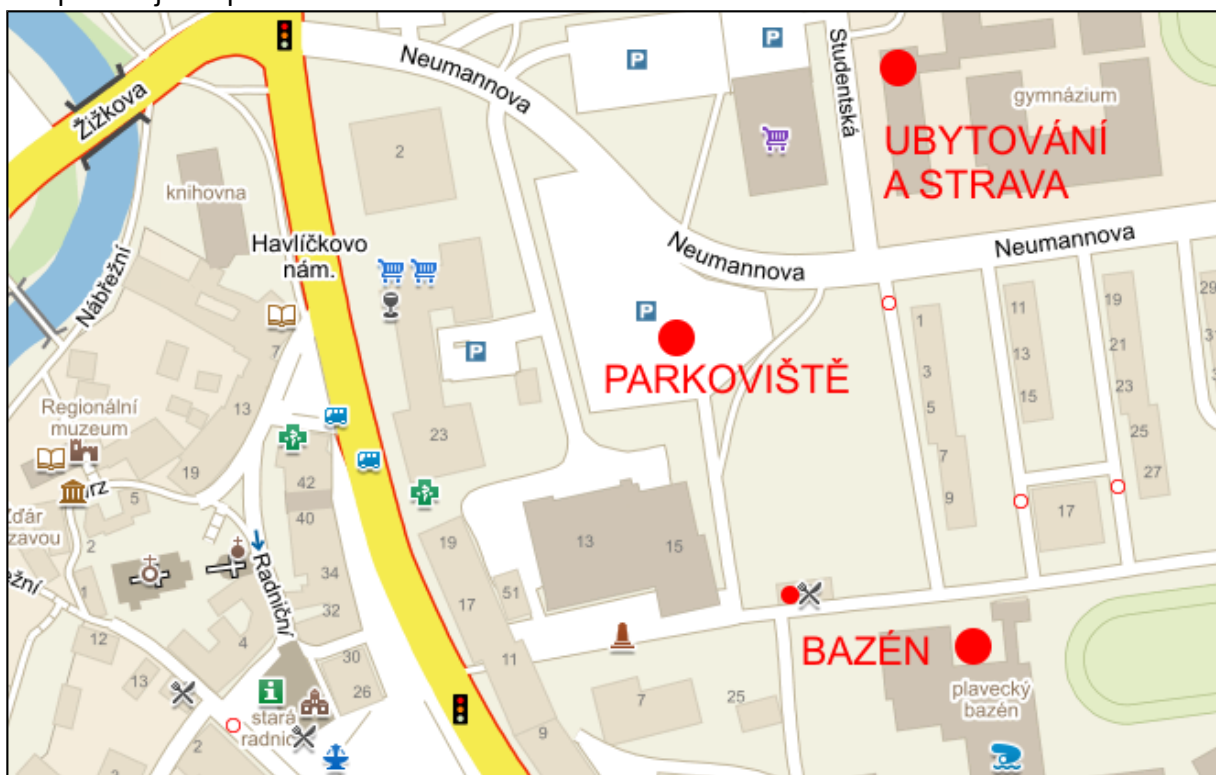 Žižkova
Neumannova
P
P
Studentská
gymnázium
UBYTOVÁNÍ
A STRAVA
2
knihovna
Havlíčkovo
nám.
Nábřežní
Neumannova
Neumannova
P
PARKOVIŠTĚ
P
7
13
19
Regionální
muzeum
23
42
40
34
32
30
26
1
3
5
7
9
11
13
15
19
21
23
25
27
29
17
5
2
1
4
12
13
2
Radniční
19
17
51
11
9
13
15
7
25
BAZÉN
plavecký
bazén
i
stará